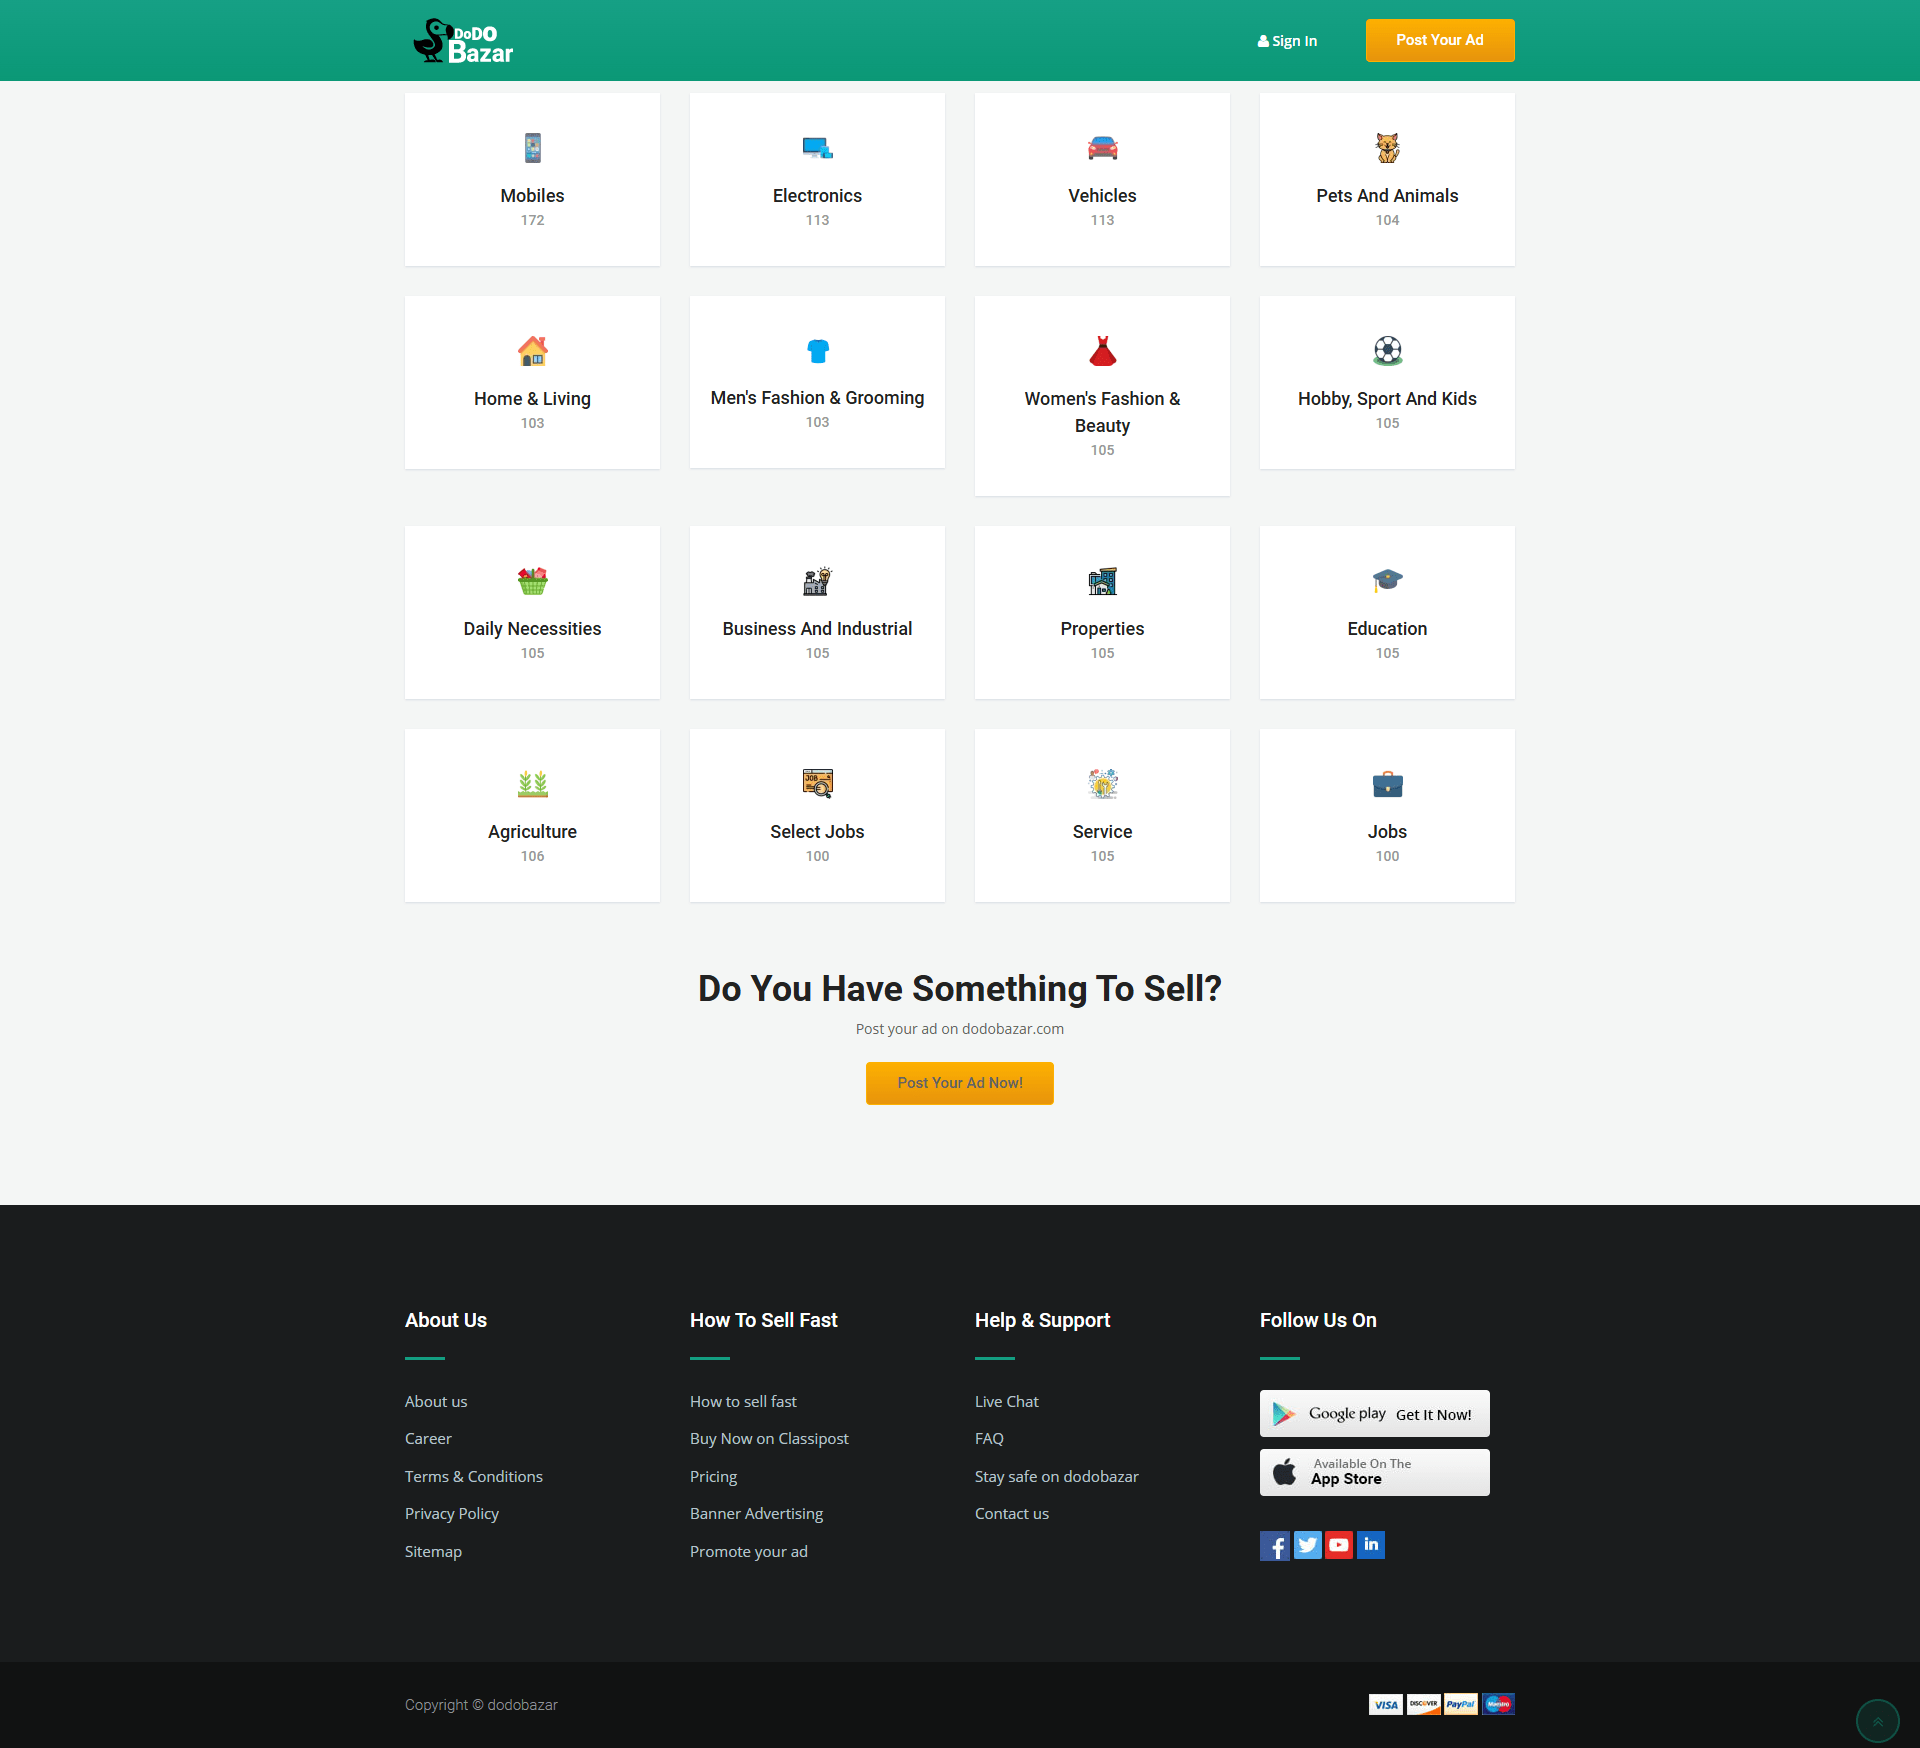 DoDO
Bazar
Sign In
Post Your Ad
Mobiles
172
Electronics
113
Vehicles
113
Pets And Animals
104
Home & Living
103
Men's Fashion & Grooming
103
Women's Fashion &
Beauty
105
Hobby, Sport And Kids
105
Daily Necessities
105
Business And Industrial
105
Properties
105
Education
105
Agriculture
106
JOB
Select Jobs
100
Service
105
Jobs
100
Do You Have Something To Sell?
Post your ad on dodobazar.com
Post Your Ad Now!
About Us
About us
Career
Terms & Conditions
Privacy Policy
Sitemap
How To Sell Fast
How to sell fast
Buy Now on Classipost
Pricing
Banner Advertising
Promote your ad
Help & Support
Live Chat
FAQ
Stay safe on dodobazar
Contact us
Follow Us On
Google play Get It Now!
Available On The
App Store
Copyright © dodobazar
VISA DISCOVER PayPal Maestro